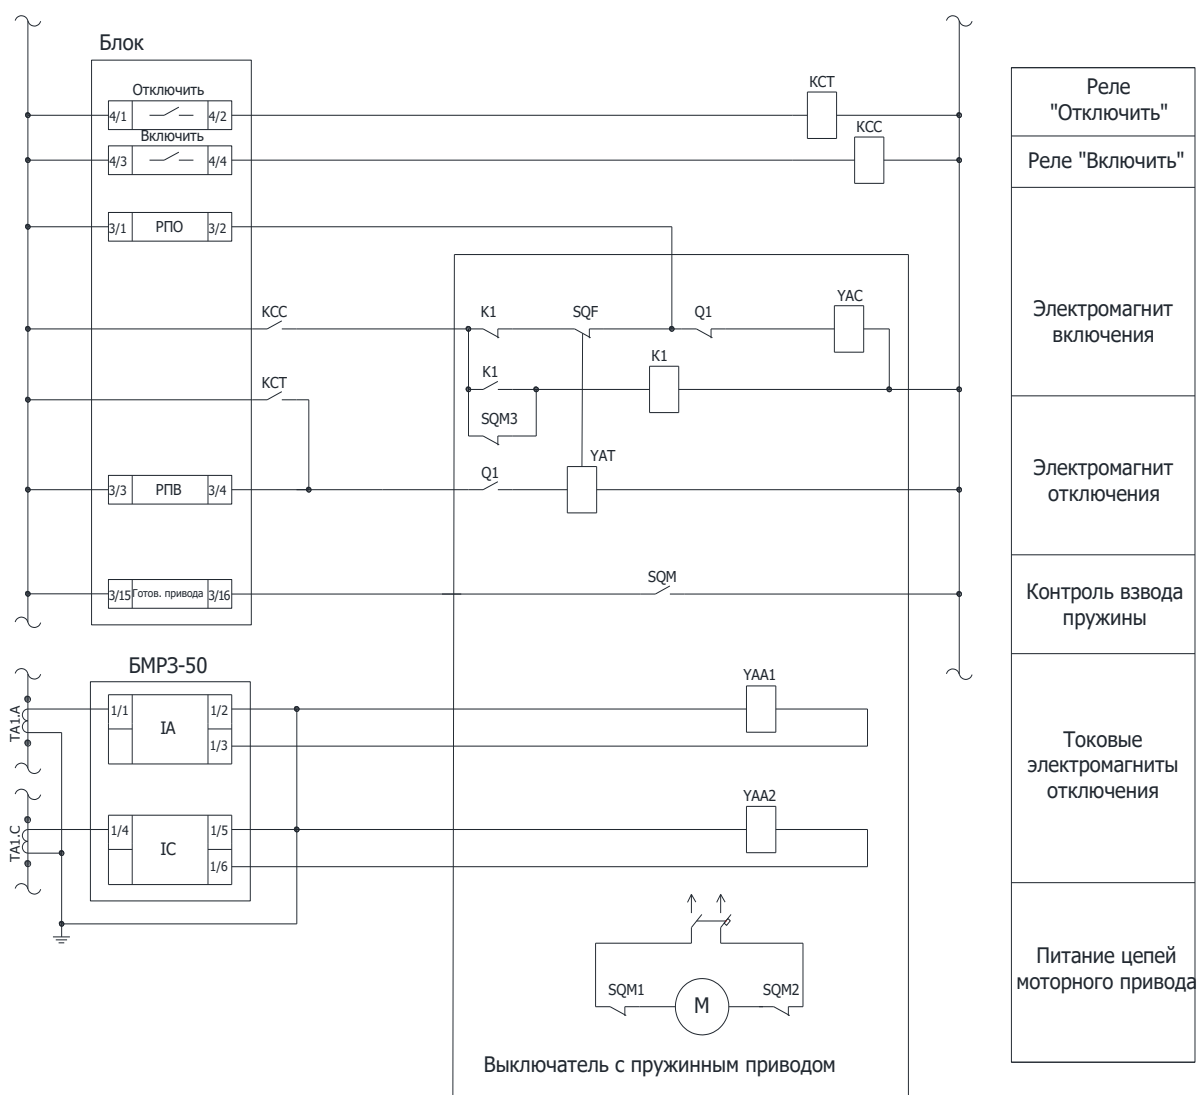 Блок
Отключить
4/1
4/2
KCT
Реле
"Отключить"
Включить
4/3
4/4
KCC
Реле "Включить"
3/1
РПО
3/2
KCC
K1
SQF
Q1
YAC
Электромагнит
включения
KCT
K1
K1
SQM3
YAT
Q1
3/3
РПВ
3/4
Электромагнит
отключения
SQM
3/15
Готов. привода
3/16
Контроль взвода
пружины
БМРЗ-50
TA1.A
1/1
IA
1/2
1/3
YAA1
Токовые
электромагниты
отключения
TA1.C
1/4
IC
1/5
1/6
YAA2
SQM1
M
SQM2
Питание цепей
моторного привода
Выключатель с пружинным приводом